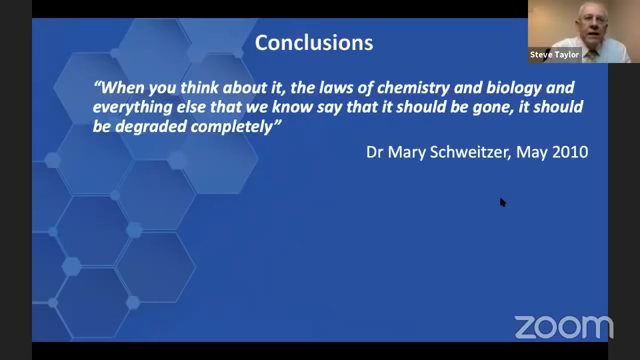 Conclusions
Steve Taylor
“When you think about it, the laws of chemistry and biology and
everything else that we know say that it should be gone, it should
be degraded completely”
Dr Mary Schweitzer, May 2010
zoom